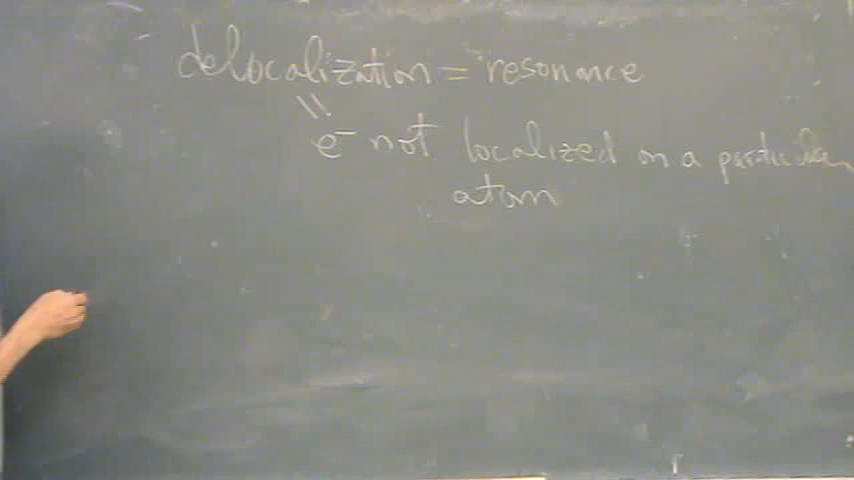 delocalization = resonance
=
e⁻ not localized on a particular
atom